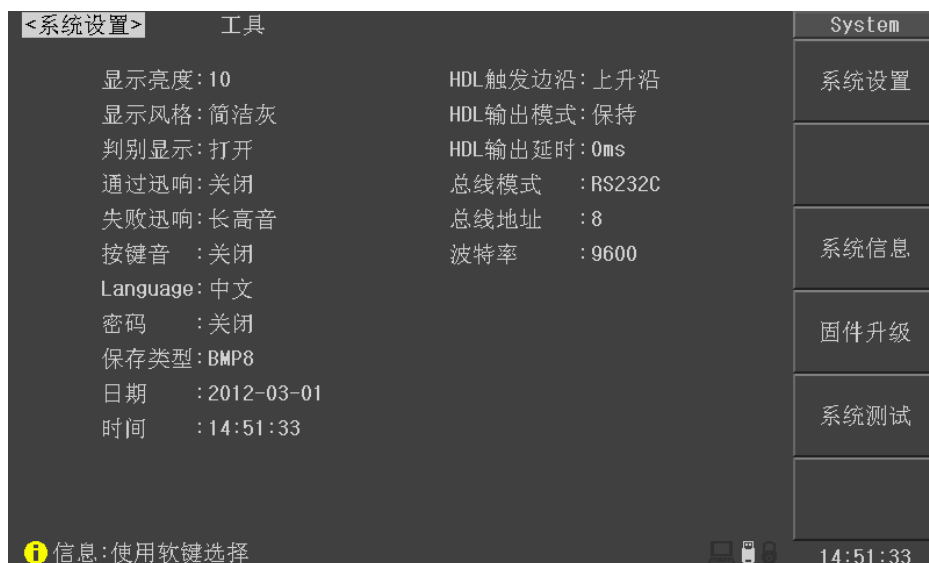 <系统设置> 工具
显示亮度:10
显示风格:简洁灰
判别显示:打开
通过迅响:关闭
失败迅响:长高音
按键音 :关闭
Language:中文
密码 :关闭
保存类型:BMP8
日期 :2012-03-01
时间 :14:51:33
HDL触发边沿:上升沿
HDL输出模式:保持
HDL输出延时:0ms
总线模式 :RS232C
总线地址 :8
波特率 :9600
System
系统设置
系统信息
固件升级
系统测试
信息:使用软键选择
14:51:33